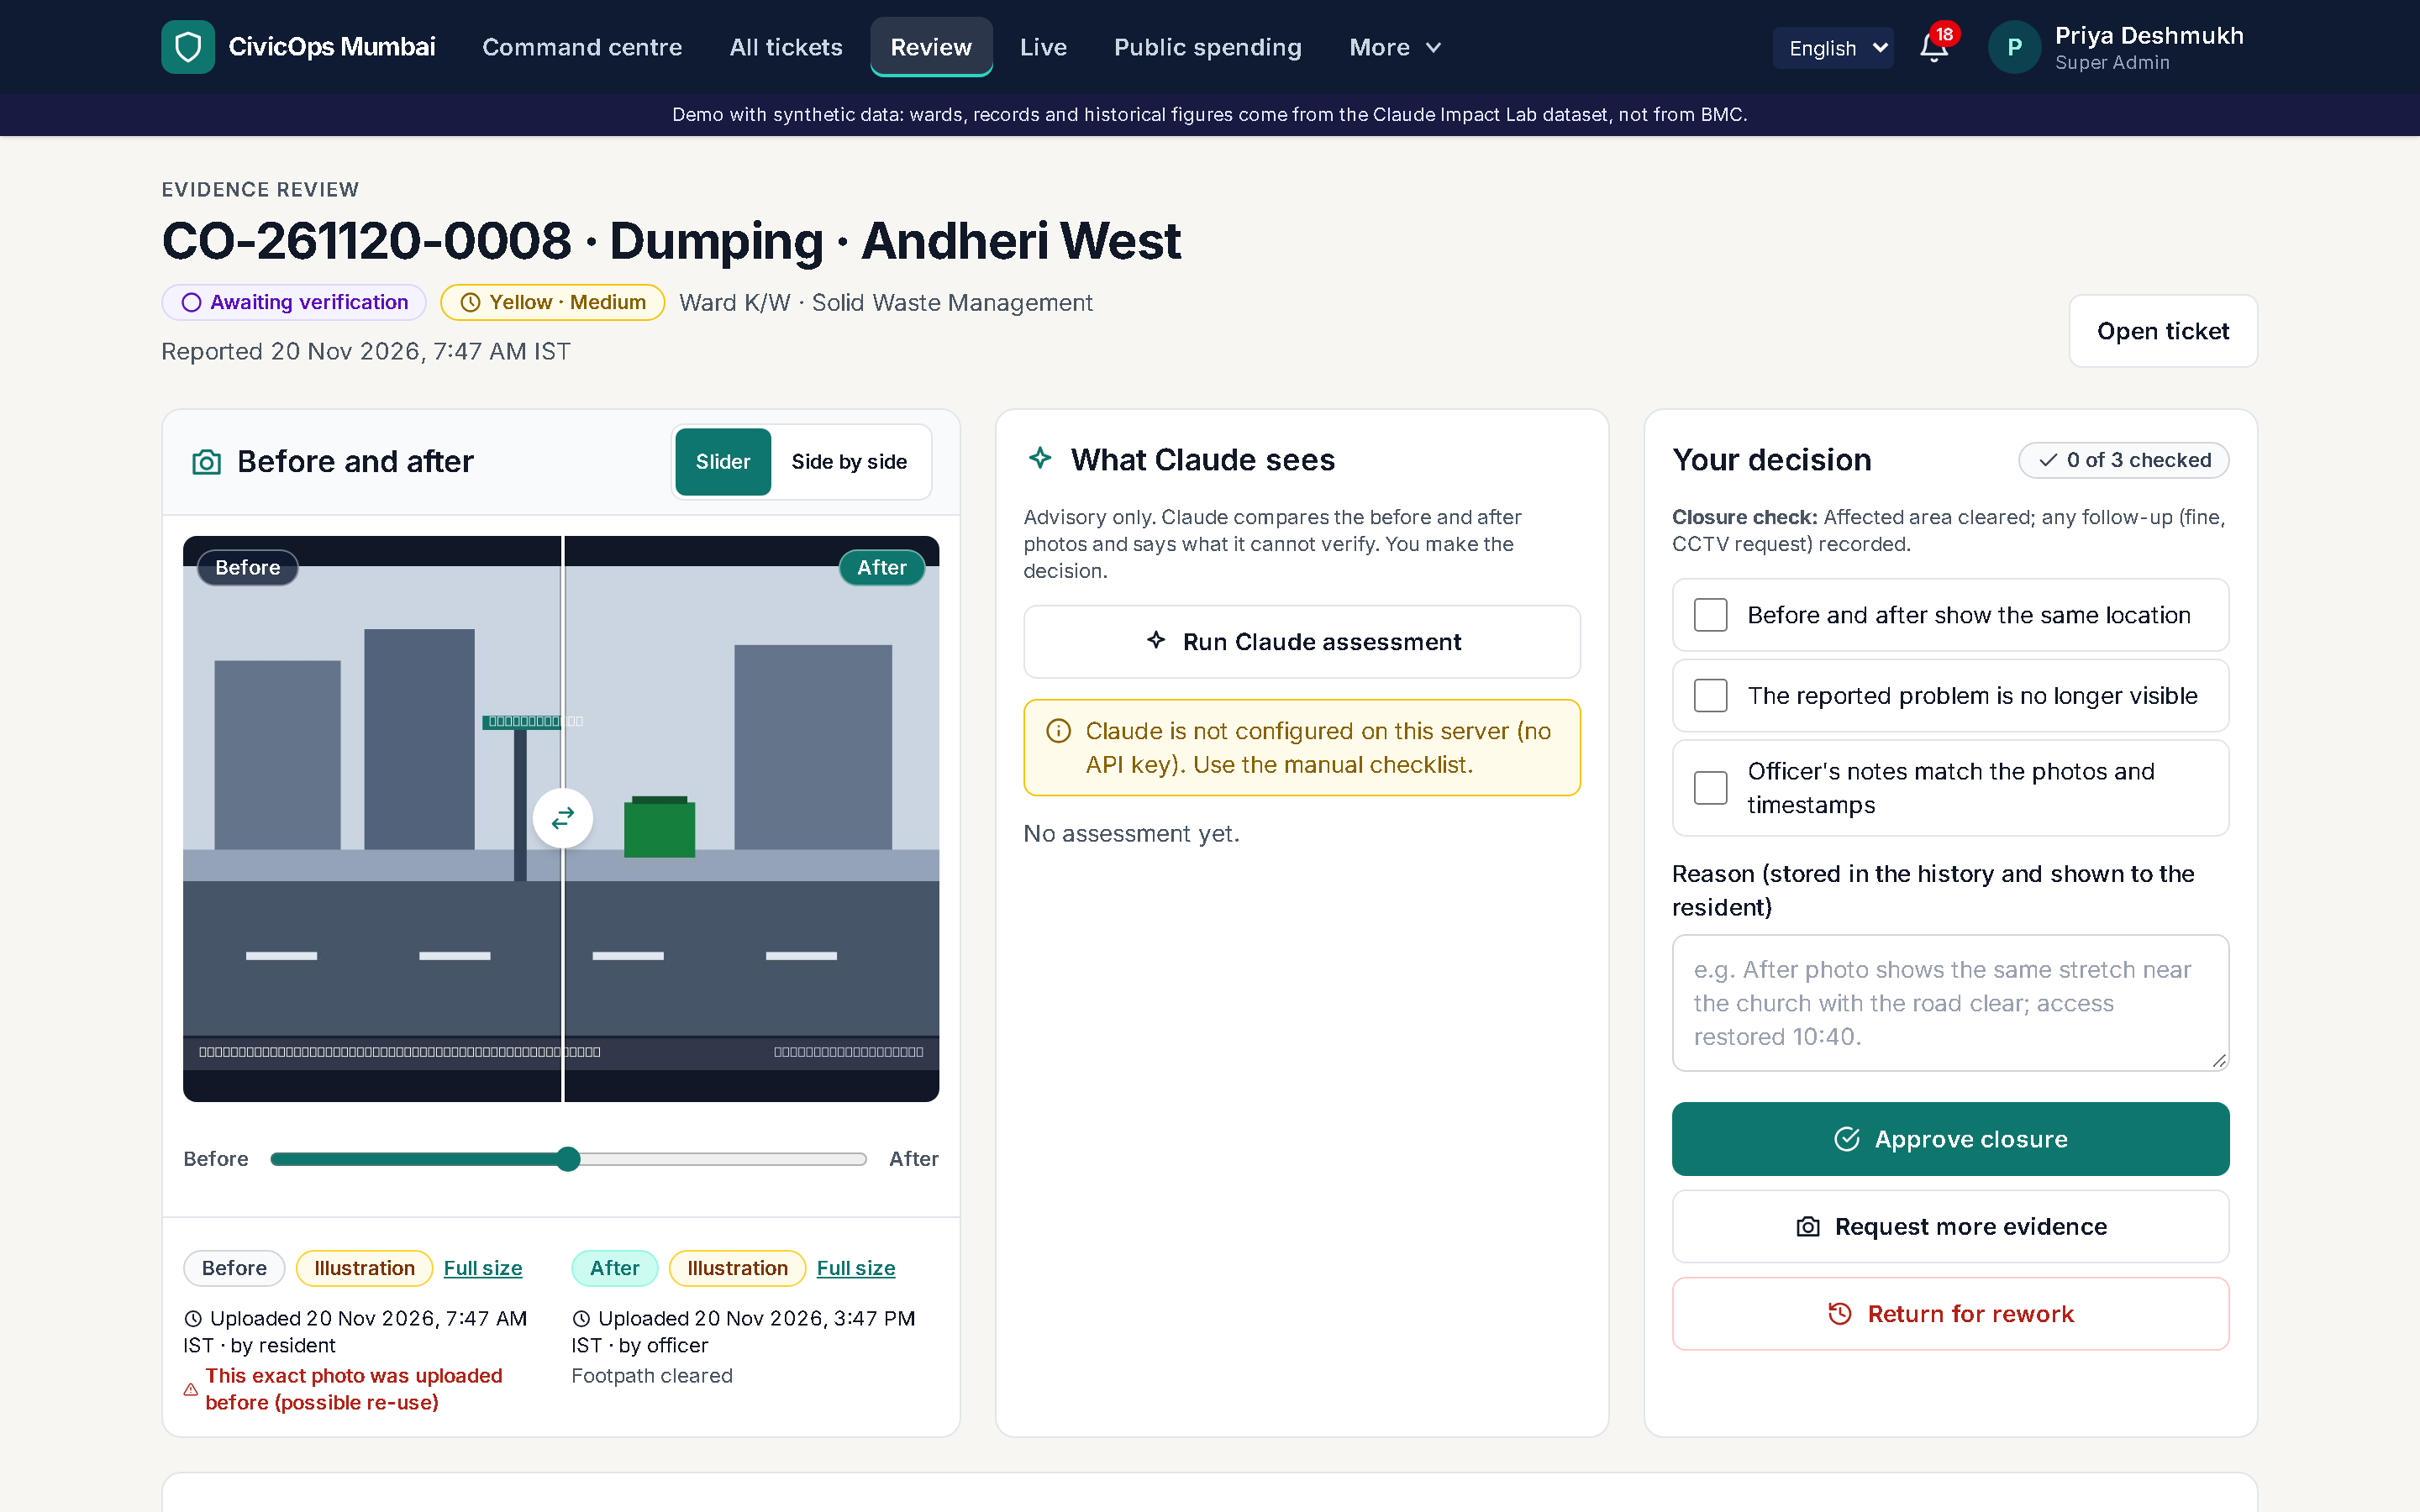 CivicOps Mumbai
Command centre
All tickets
Review
Live
Public spending
More
English
18
P
Priya Deshmukh
Super Admin
Demo with synthetic data: wards, records and historical figures come from the Claude Impact Lab dataset, not from BMC.
EVIDENCE REVIEW
CO-261120-0008 · Dumping · Andheri West
Awaiting verification
Yellow · Medium
Ward K/W · Solid Waste Management
Reported 20 Nov 2026, 7:47 AM IST
Open ticket
Before and after
Slider
Side by side
Before
After
Before
After
Before
Illustration
Full size
Uploaded 20 Nov 2026, 7:47 AM
IST · by resident
This exact photo was uploaded
before (possible re-use)
After
Illustration
Full size
Uploaded 20 Nov 2026, 3:47 PM
IST · by officer
Footpath cleared
What Claude sees
Advisory only. Claude compares the before and after
photos and says what it cannot verify. You make the
decision.
Run Claude assessment
Claude is not configured on this server (no
API key). Use the manual checklist.
No assessment yet.
Your decision
0 of 3 checked
Closure check: Affected area cleared; any follow-up (fine,
CCTV request) recorded.
Before and after show the same location
The reported problem is no longer visible
Officer's notes match the photos and
timestamps
Reason (stored in the history and shown to the
resident)
e.g. After photo shows the same stretch near
the church with the road clear; access
restored 10:40.
Approve closure
Request more evidence
Return for rework